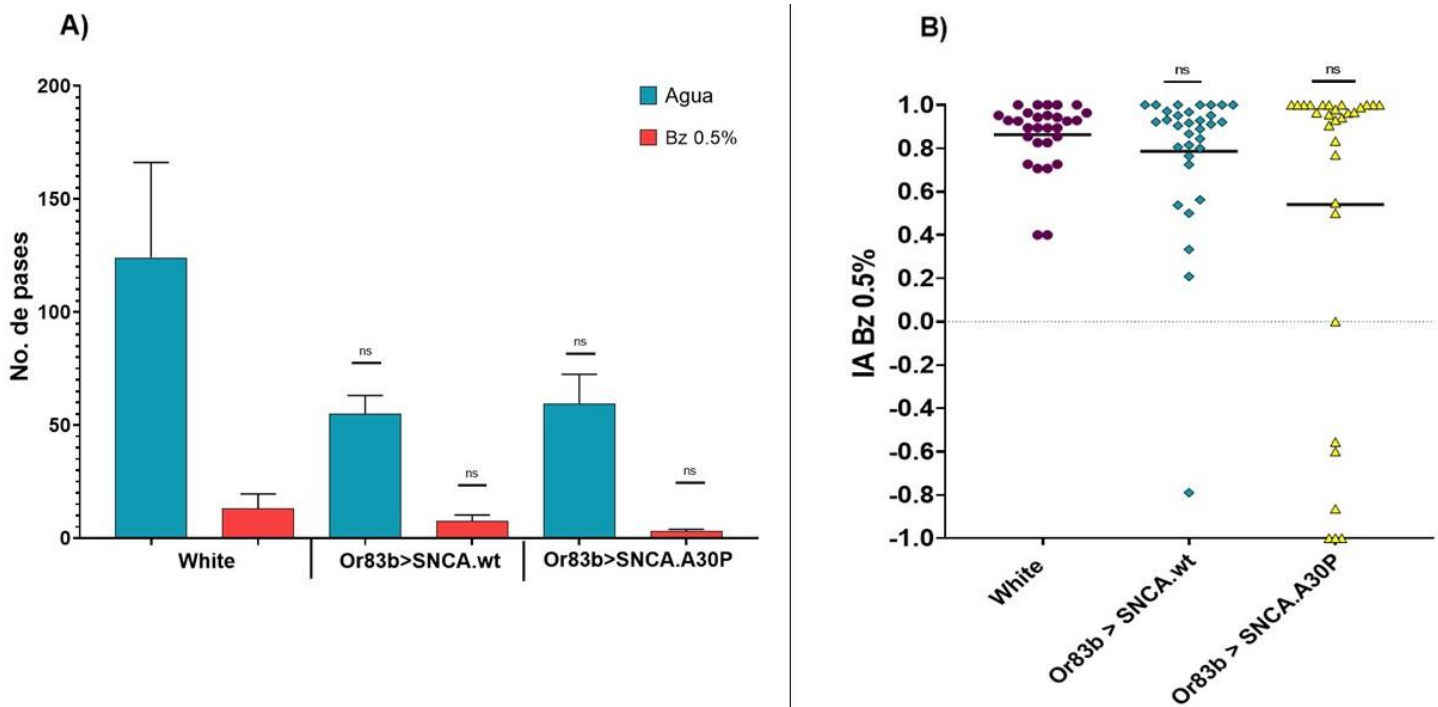 A)
No. de pases
200
150
100
50
0
Agua
Bz 0.5%
ns
ns
ns
ns
White
Or83b>SNCA.wt
Or83b>SNCA.A30P
B)
IA Bz 0.5%
1.0
0.8
0.6
0.4
0.2
0.0
-0.2
-0.4
-0.6
-0.8
-1.0
ns
ns
White
Or83b > SNCA.wt
Or83b > SNCA.A30P